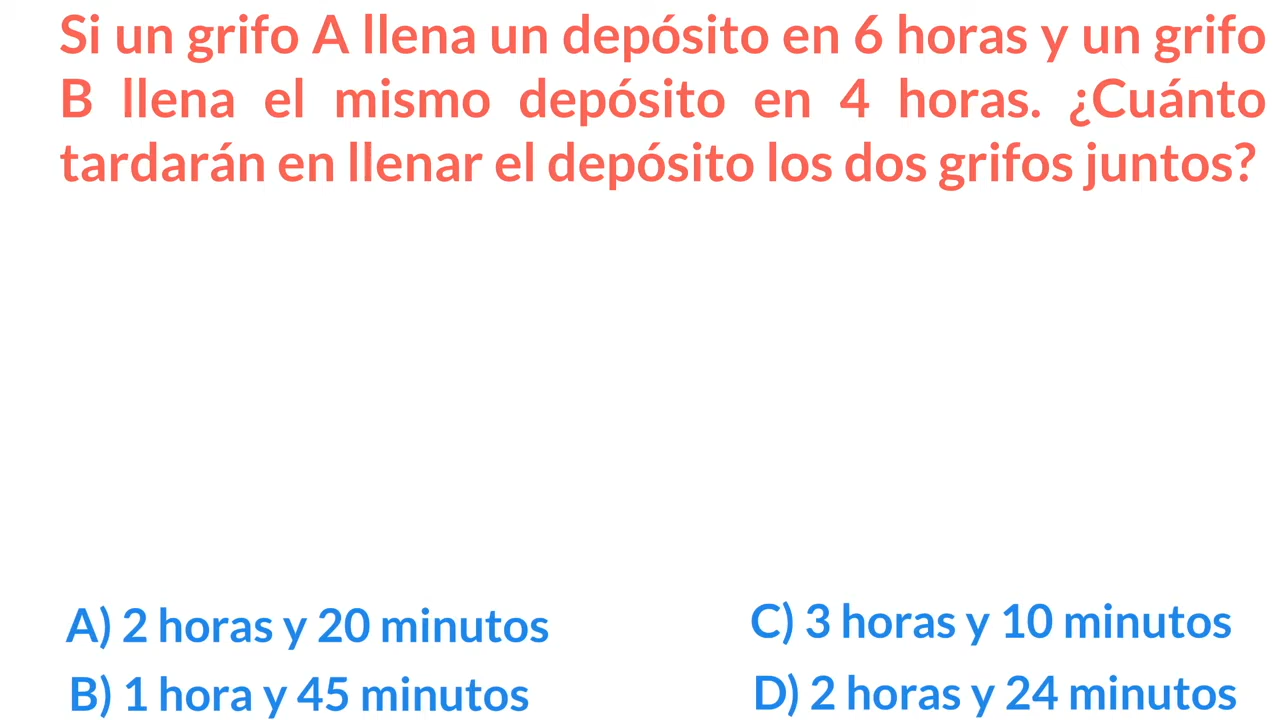 Si un grifo A llena un depósito en 6 horas y un grifo
B llena el mismo depósito en 4 horas. ¿Cuánto
tardarán en llenar el depósito los dos grifos juntos?
A) 2 horas y 20 minutos
B) 1 hora y 45 minutos
C) 3 horas y 10 minutos
D) 2 horas y 24 minutos